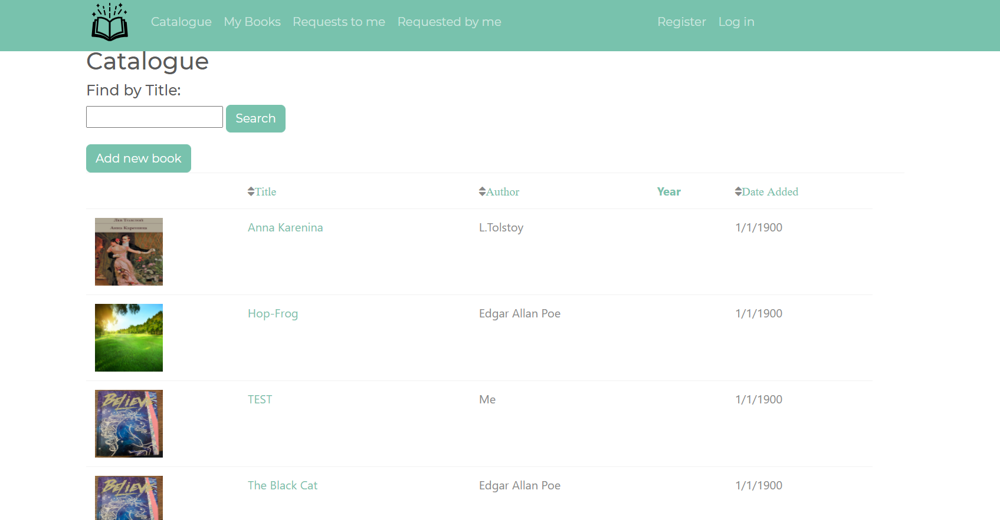 Catalogue My Books Requests to me Requested by me Register Log in
Catalogue
Find by Title:
Search
Add new book
Title Author Year Date Added
Лев Толстой
Анна Каренина
Anna Karenina L.Tolstoy 1/1/1900
Hop-Frog Edgar Allan Poe 1/1/1900
BELIEVE
TEST Me 1/1/1900
BELIEVE
The Black Cat Edgar Allan Poe 1/1/1900